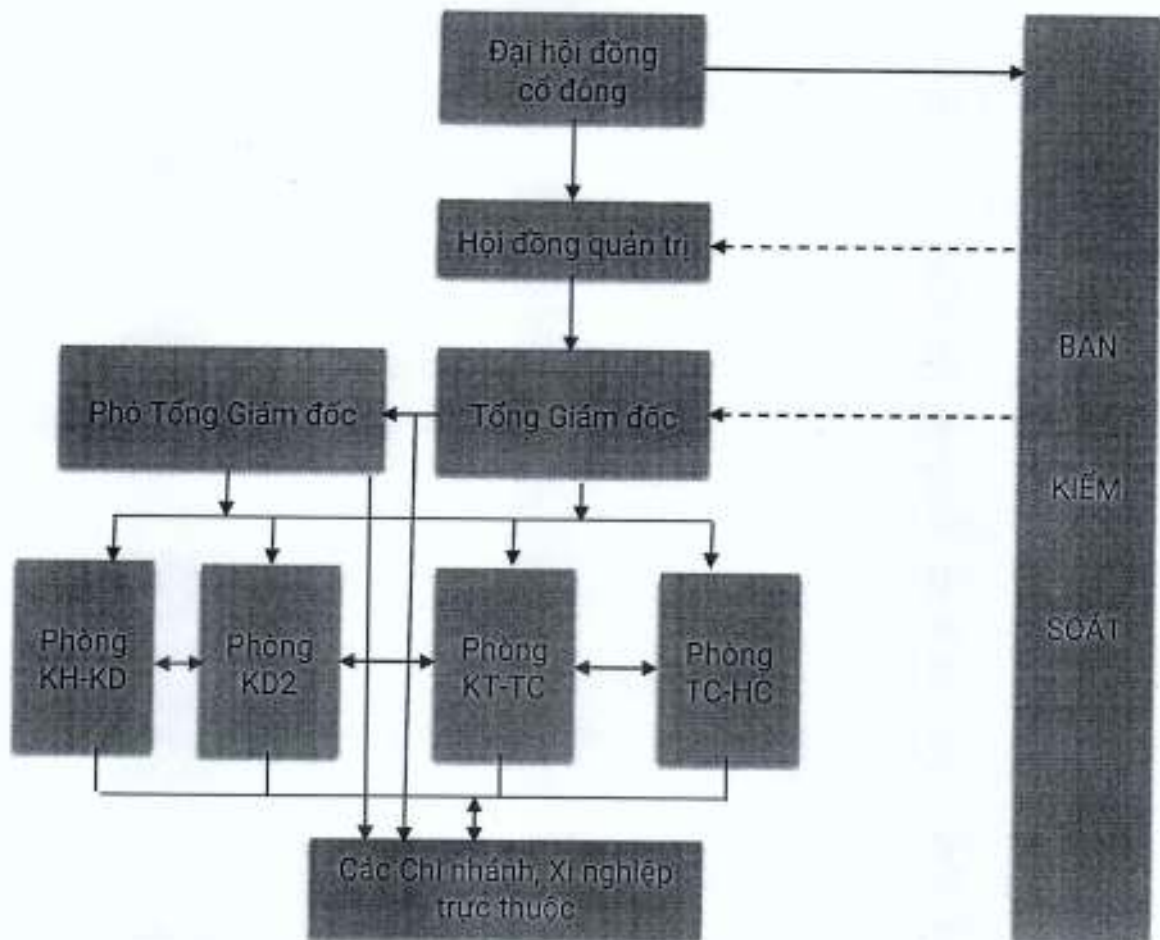 Đại hội đồng
cổ đông
Hội đồng quản trị
Phó Tổng Giám đốc
Tổng Giám đốc
BAN
KIỂM
SOÁT
Phòng
KH-KD
Phòng
KD2
Phòng
KT-TC
Phòng
TC-HC
Các Chi nhánh, Xí nghiệp
trực thuộc